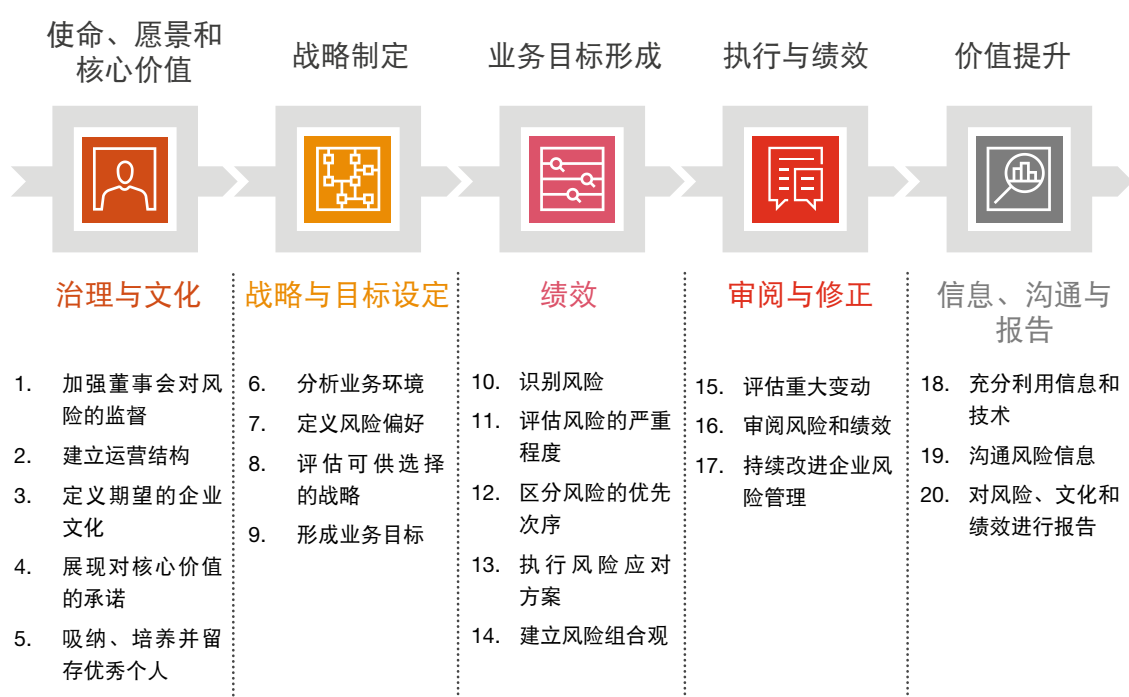 使命、愿景和
核心价值
战略制定
业务目标形成
执行与绩效
价值提升
治理与文化
战略与目标设定
绩效
审阅与修正
信息、沟通与
报告
1. 加强董事会对风
险的监督
2. 建立运营结构
3. 定义期望的企业
文化
4. 展现对核心价值
的承诺
5. 吸纳、培养并留
存优秀个人
6. 分析业务环境
7. 定义风险偏好
8. 评估可供选择
的战略
9. 形成业务目标
10. 识别风险
11. 评估风险的严重
程度
12. 区分风险的优先
次序
13. 执行风险应对
方案
14. 建立风险组合观
15. 评估重大变动
16. 审阅风险和绩效
17. 持续改进企业风
险管理
18. 充分利用信息和
技术
19. 沟通风险信息
20. 对风险、文化和
绩效进行报告